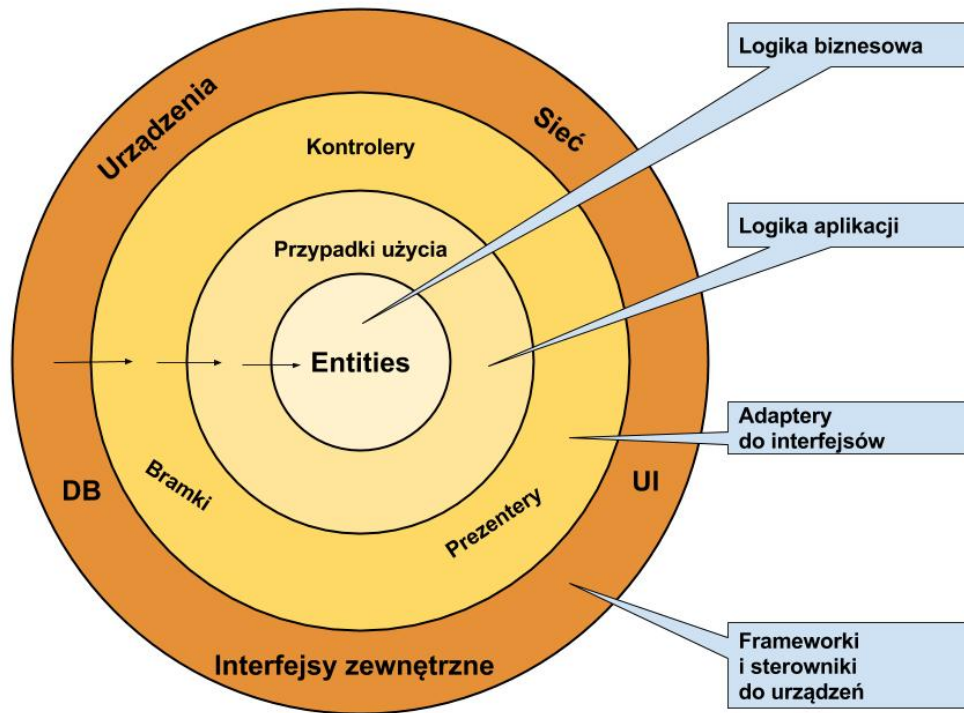 Logika biznesowa
Urządzenia
Sieć
Kontrolery
Logika aplikacji
Przypadki użycia
Entities
Adaptery
do interfejsów
DB
Bramki
UI
Prezentery
Interfejsy zewnętrzne
Frameworki
i sterowniki
do urządzeń